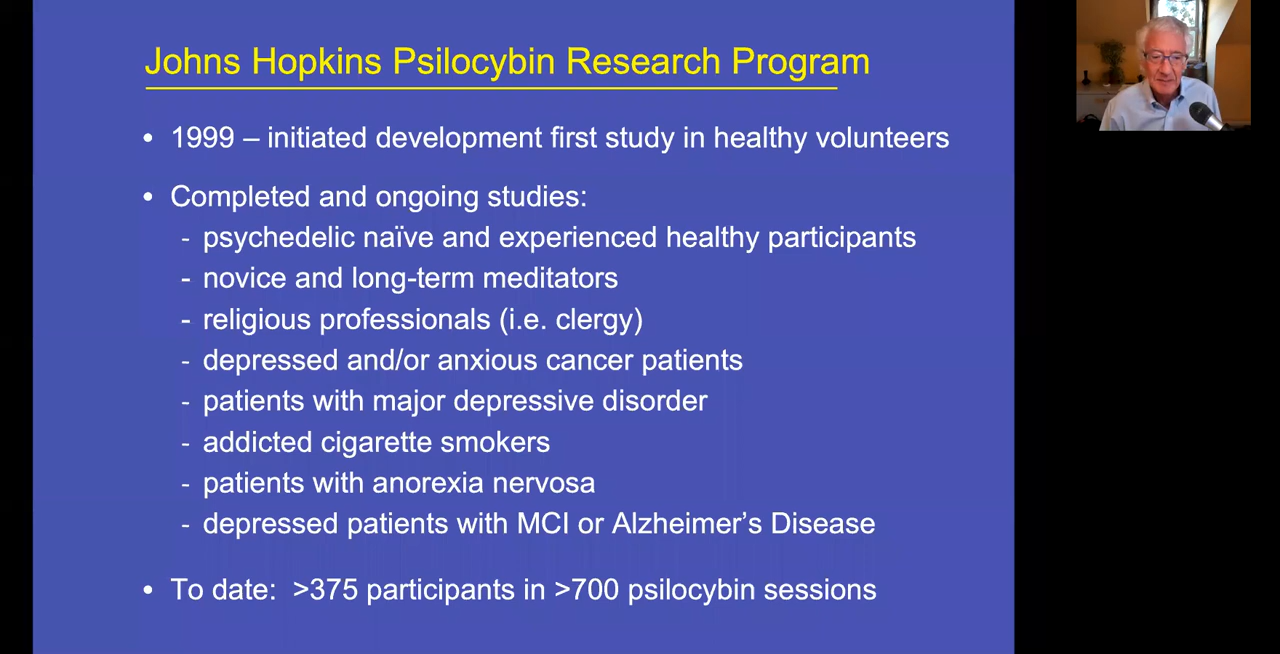 Johns Hopkins Psilocybin Research Program
• 1999 – initiated development first study in healthy volunteers
• Completed and ongoing studies:
- psychedelic naïve and experienced healthy participants
- novice and long-term meditators
- religious professionals (i.e. clergy)
- depressed and/or anxious cancer patients
- patients with major depressive disorder
- addicted cigarette smokers
- patients with anorexia nervosa
- depressed patients with MCI or Alzheimer’s Disease
• To date: >375 participants in >700 psilocybin sessions